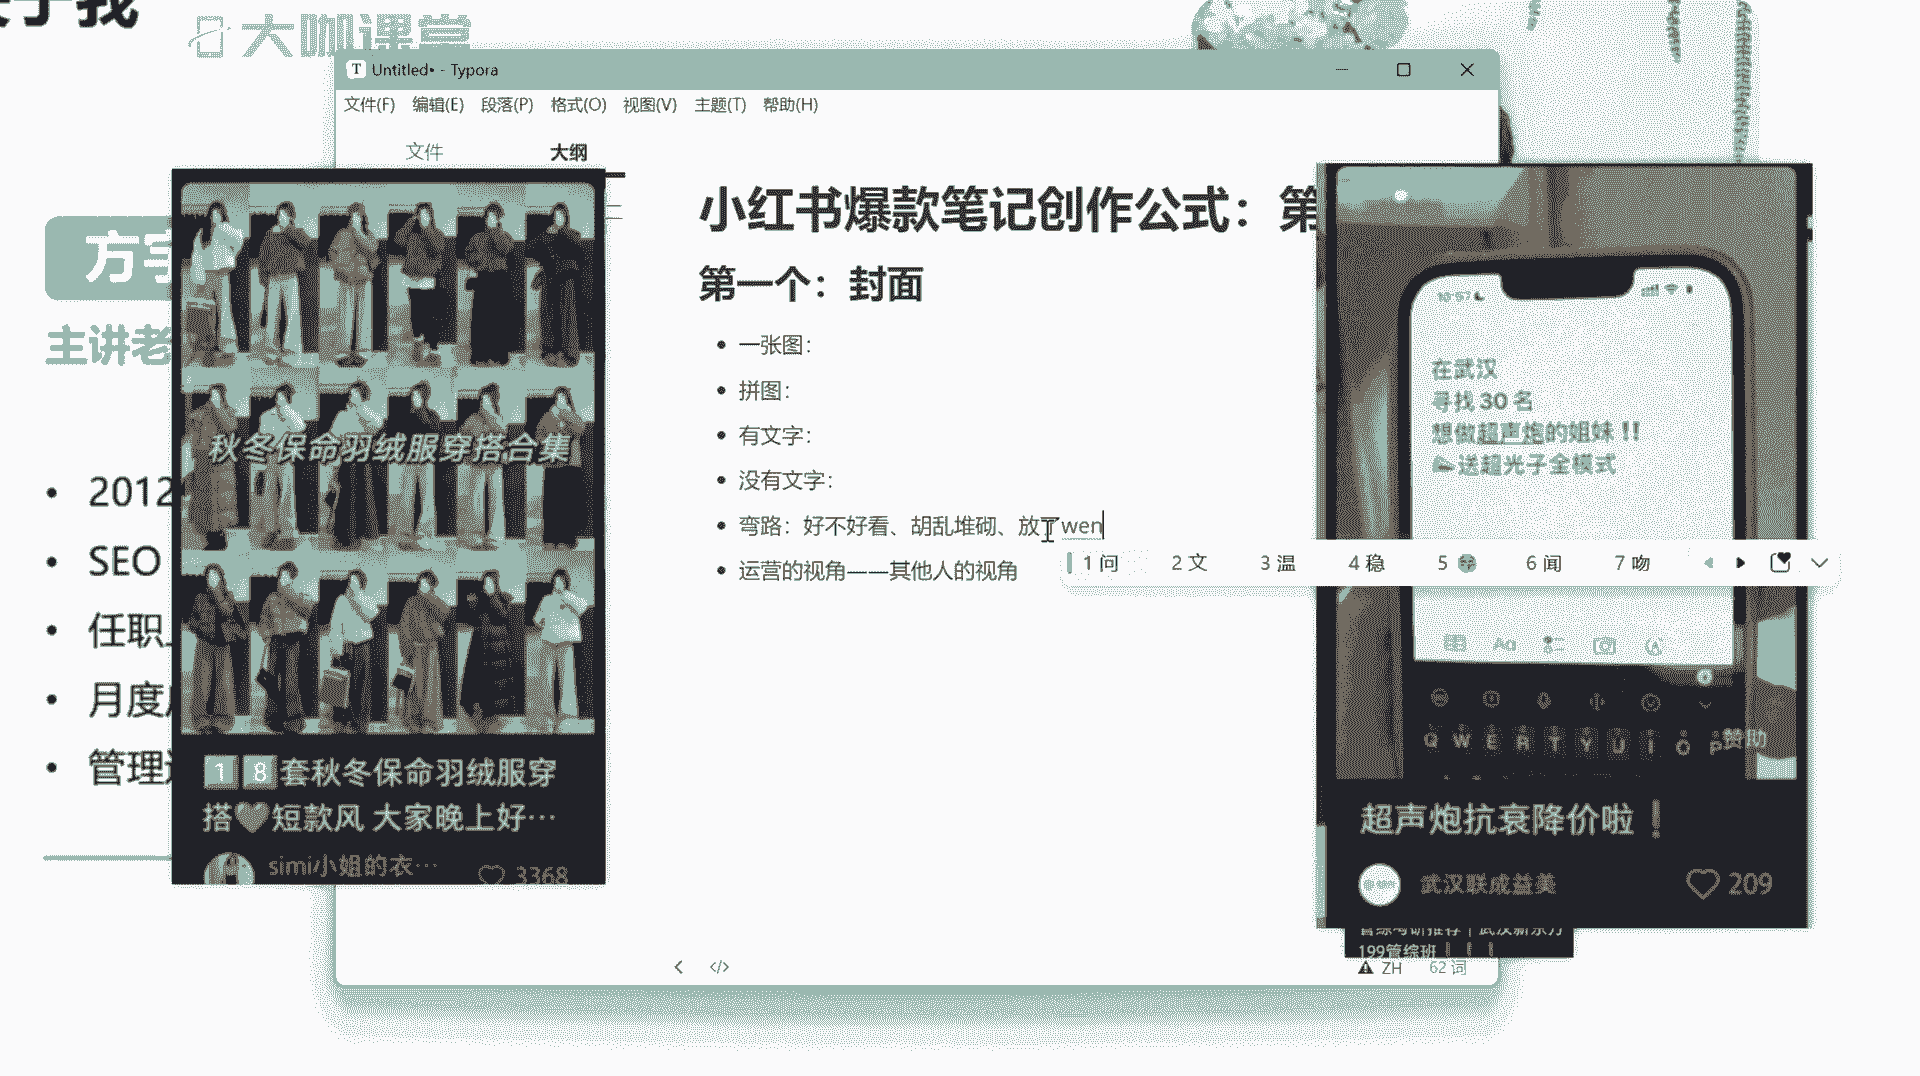 大咖课堂
Untitled• - Typora
文件(F) 编辑(E) 段落(P) 格式(O) 视图(V) 主题(T) 帮助(H)
文件 大纲
小红书爆款笔记创作公式：第
第一个：封面
一张图：
拼图：
有文字：
没有文字：
弯路：好不好看、胡乱堆砌、放了wen
运营的视角——其他人的视角
1 问 2 文 3 温 4 稳 5 6 闻 7 吻
ZH 62 词
主讲老
2012
SEO
任职
月度
管理
秋冬保命羽绒服穿搭合集
18套秋冬保命羽绒服穿
搭🖤短款风 大家晚上好…
simi小姐的衣…
3368
10:57
在武汉
寻找 30 名
想做超声炮的姐妹 ‼
送超光子全模式
Aa
Q W E R T Y U I O P
赞助
超声炮抗衰降价啦❗
武汉联成益美
209
199管综班